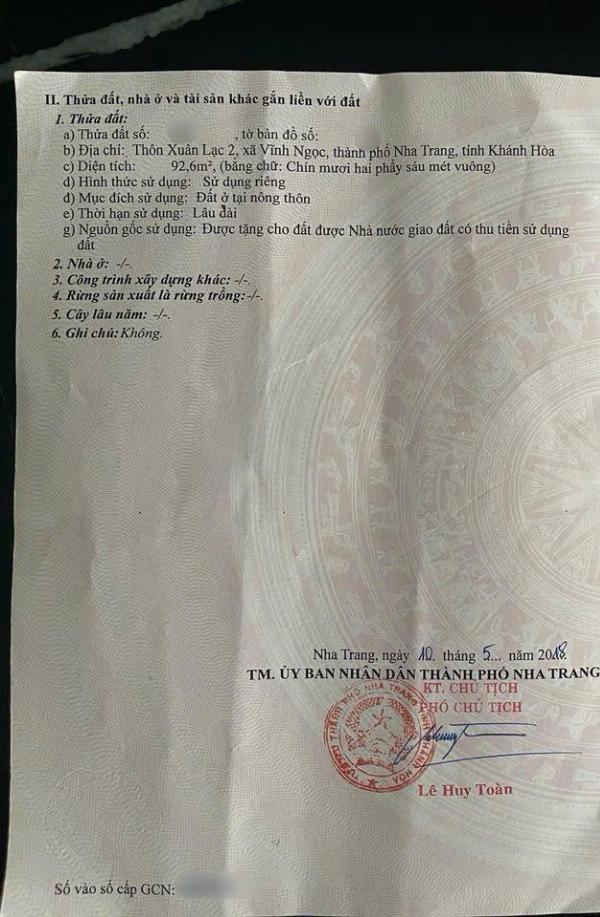 II. Thửa đất, nhà ở và tài sản khác gắn liền với đất
1. Thửa đất:
a) Thửa đất số: , tờ bản đồ số:
b) Địa chỉ: Thôn Xuân Lạc 2, xã Vĩnh Ngọc, thành phố Nha Trang, tỉnh Khánh Hòa
c) Diện tích: 92,6m², (bằng chữ: Chín mươi hai phẩy sáu mét vuông)
d) Hình thức sử dụng: Sử dụng riêng
đ) Mục đích sử dụng: Đất ở tại nông thôn
e) Thời hạn sử dụng: Lâu dài
g) Nguồn gốc sử dụng: Được tặng cho đất được Nhà nước giao đất có thu tiền sử dụng
đất
2. Nhà ở: -/-.
3. Công trình xây dựng khác: -/-.
4. Rừng sản xuất là rừng trồng: -/-.
5. Cây lâu năm: -/-.
6. Ghi chú: Không.
Nha Trang, ngày 10. tháng 5... năm 2018.
TM. ỦY BAN NHÂN DÂN THÀNH PHỐ NHA TRANG
KT. CHỦ TỊCH
PHÓ CHỦ TỊCH
THÀNH PHỐ NHA TRANG
Lê Huy Toàn
Số vào sổ cấp GCN: